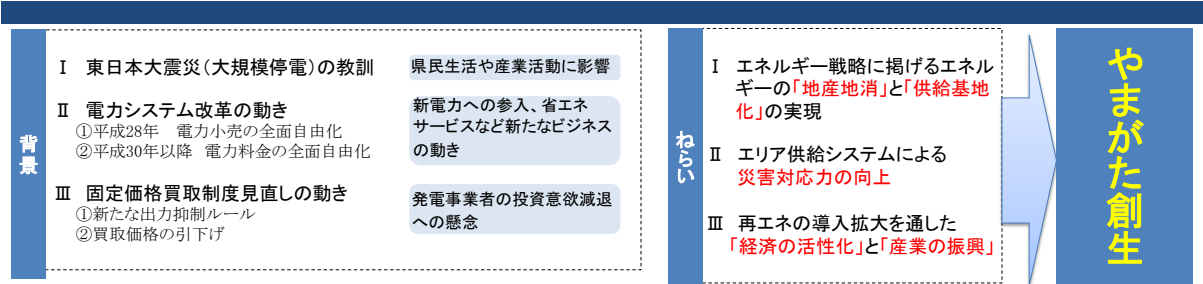 背景
Ⅰ 東日本大震災(大規模停電)の教訓
県民生活や産業活動に影響
Ⅱ 電力システム改革の動き
①平成28年 電力小売の全面自由化
②平成30年以降 電力料金の全面自由化
新電力への参入、省エネ
サービスなど新たなビジネス
の動き
Ⅲ 固定価格買取制度見直しの動き
①新たな出力抑制ルール
②買取価格の引下げ
発電事業者の投資意欲減退
への懸念
ねらい
Ⅰ エネルギー戦略に掲げるエネル
ギーの「地産地消」と「供給基地
化」の実現
Ⅱ エリア供給システムによる
災害対応力の向上
Ⅲ 再エネの導入拡大を通した
「経済の活性化」と「産業の振興」
やまがた創生